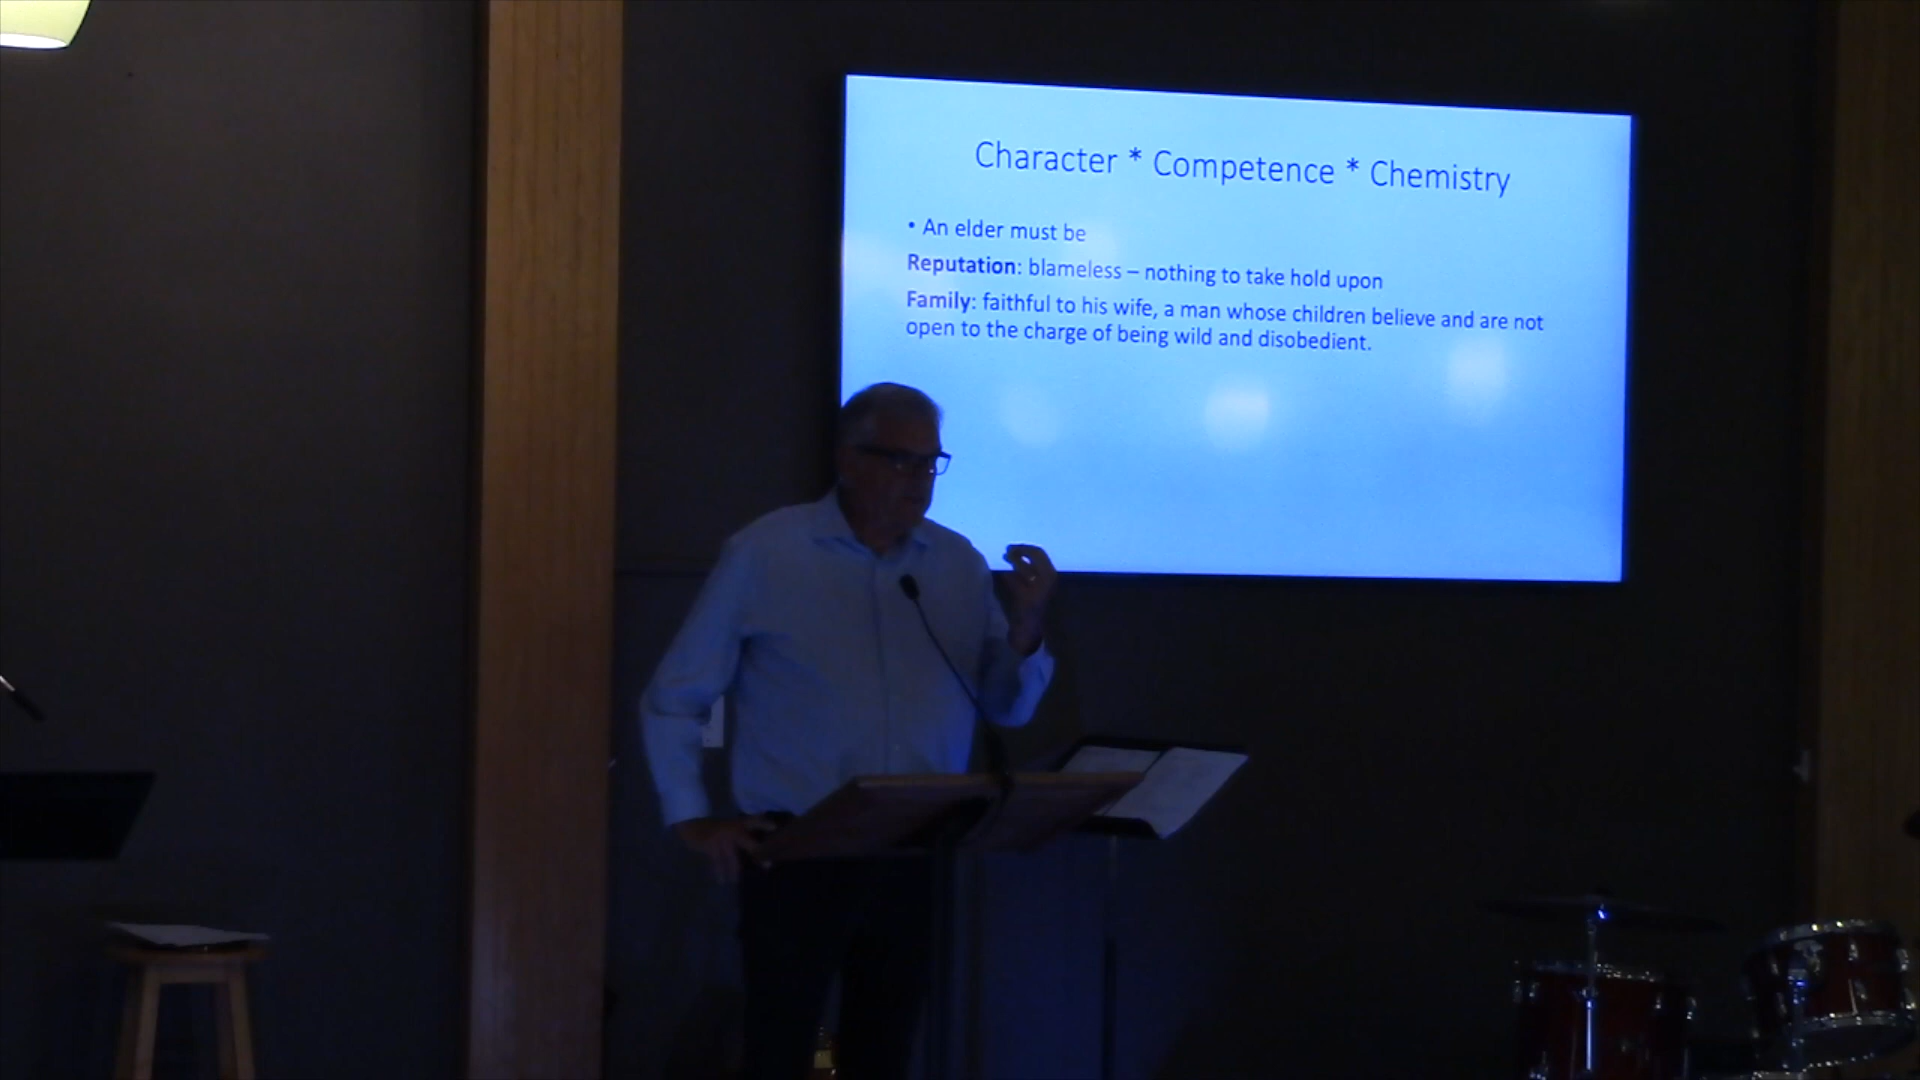 Character * Competence * Chemistry
• An elder must be
Reputation: blameless – nothing to take hold upon
Family: faithful to his wife, a man whose children believe and are not
open to the charge of being wild and disobedient.